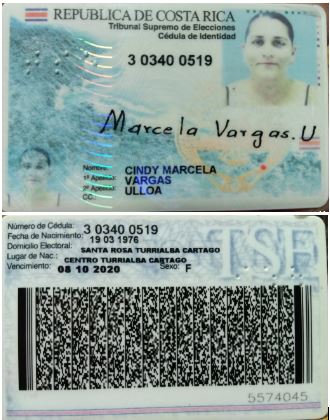 REPUBLICA DE COSTA RICA
Tribunal Supremo de Elecciones
Cédula de Identidad
3 0340 0519
Marcela Vargas. U
Nombre: CINDY MARCELA
1º Apellido: VARGAS
2º Apellido: ULLOA
CC:
Número de Cédula: 3 0340 0519
Fecha de Nacimiento: 19 03 1976
Domicilio Electoral: SANTA ROSA TURRIALBA CARTAGO
Lugar de Nac.: CENTRO TURRIALBA CARTAGO
Vencimiento: 08 10 2020 Sexo: F
TSE
5574045